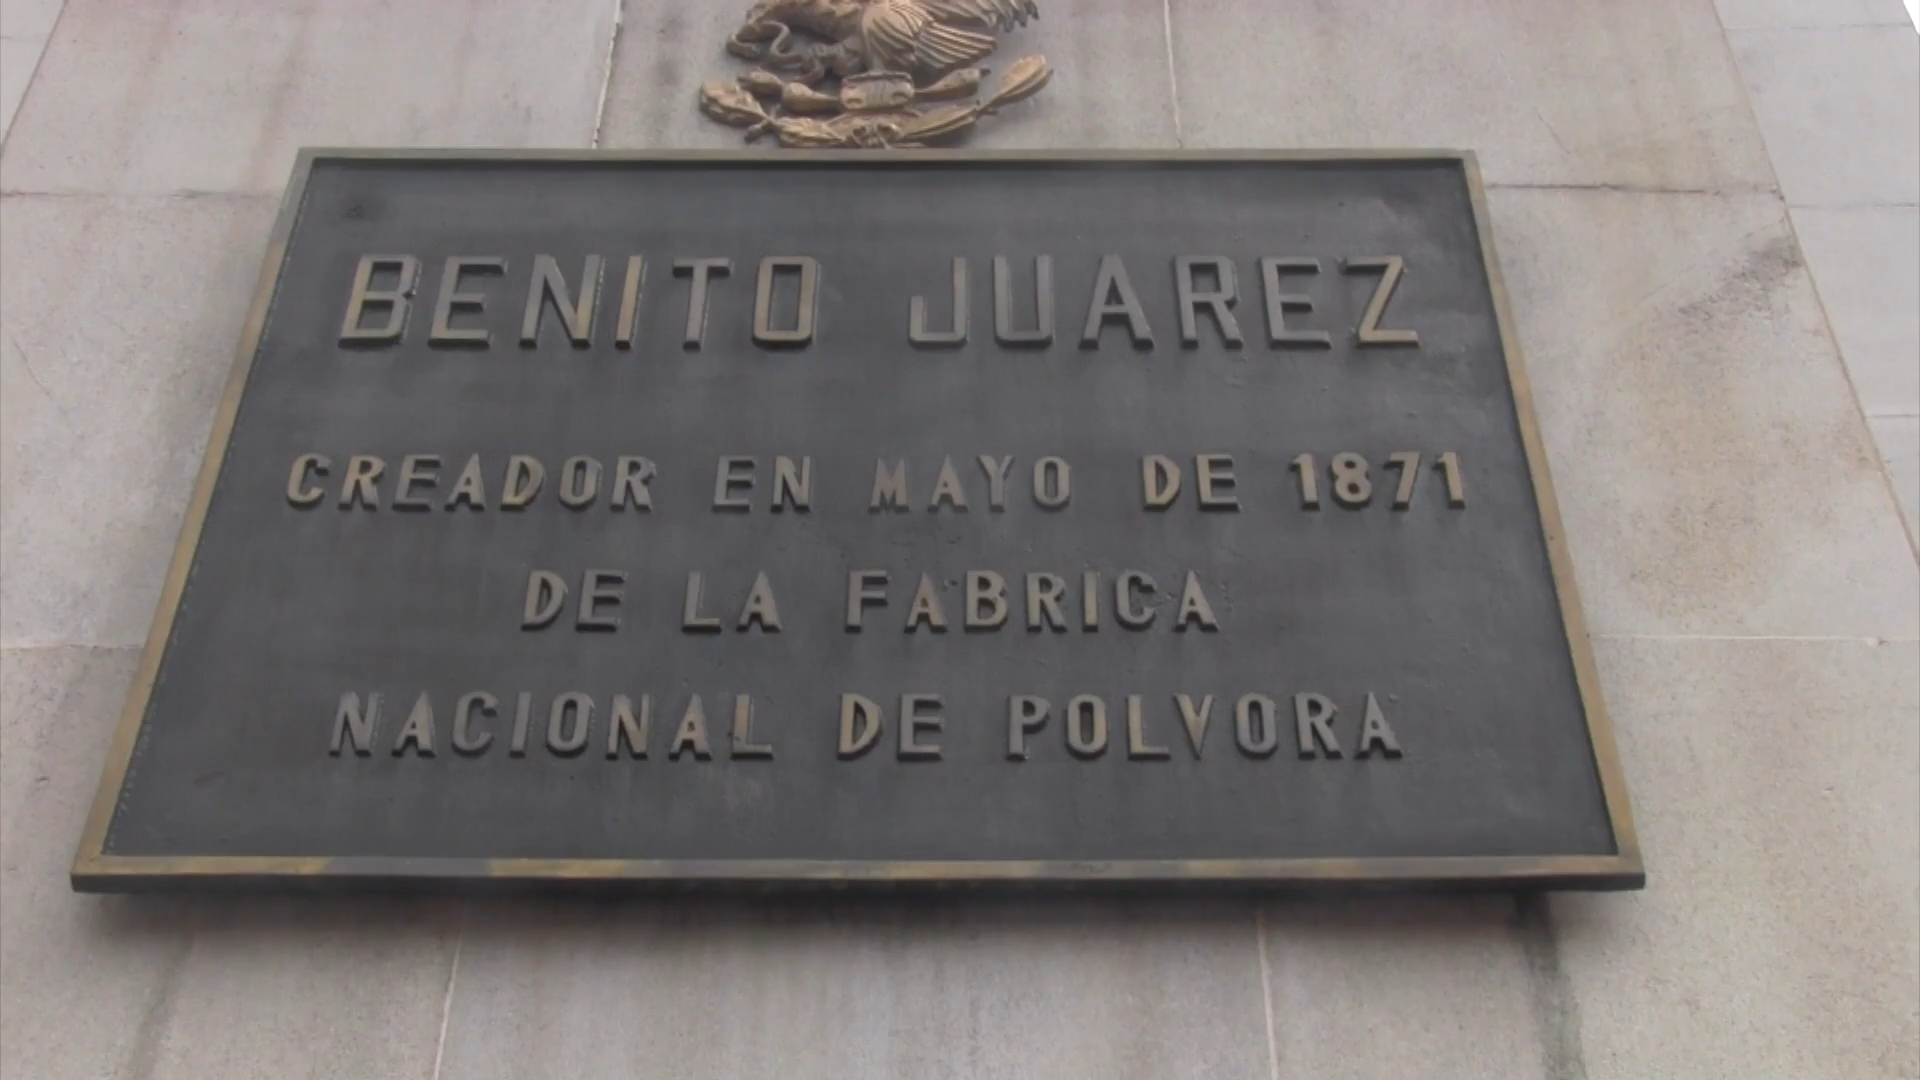 BENITO JUAREZ
CREADOR EN MAYO DE 1871
DE LA FABRICA
NACIONAL DE POLVORA